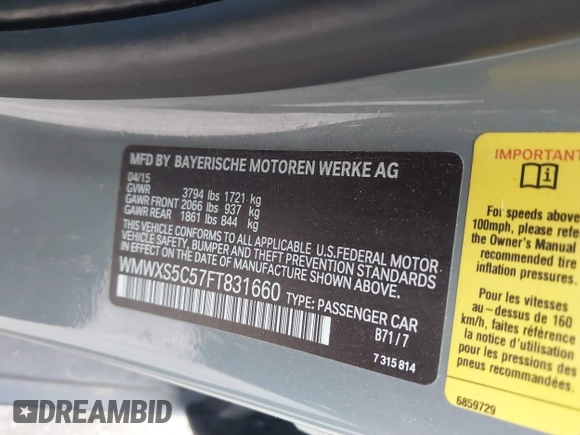 MFD BY BAYERISCHE MOTOREN WERKE AG
04/15
GVWR 3794 lbs 1721 kg
GAWR FRONT 2066 lbs 937 kg
GAWR REAR 1861 lbs 844 kg
THIS VEHICLE CONFORMS TO ALL APPLICABLE U.S.FEDERAL MOTOR
VEHICLE SAFETY, BUMPER AND THEFT PREVENTION STANDARDS
IN EFFECT ON THE DATE OF MANUFACTURE SHOWN ABOVE.
WMWXS5C57FT831660 TYPE: PASSENGER CAR
B71/7
7 315 814
IMPORTANT
For speeds above
100mph, please refe
the Owner's Manual
recommended tire
inflation pressures.
Pour des vitesses
au-dessus de 160
km/h, faites référence
la notice d'utilisation
pour les pressions des
pneus recommandées.
6859729
DREAMBID